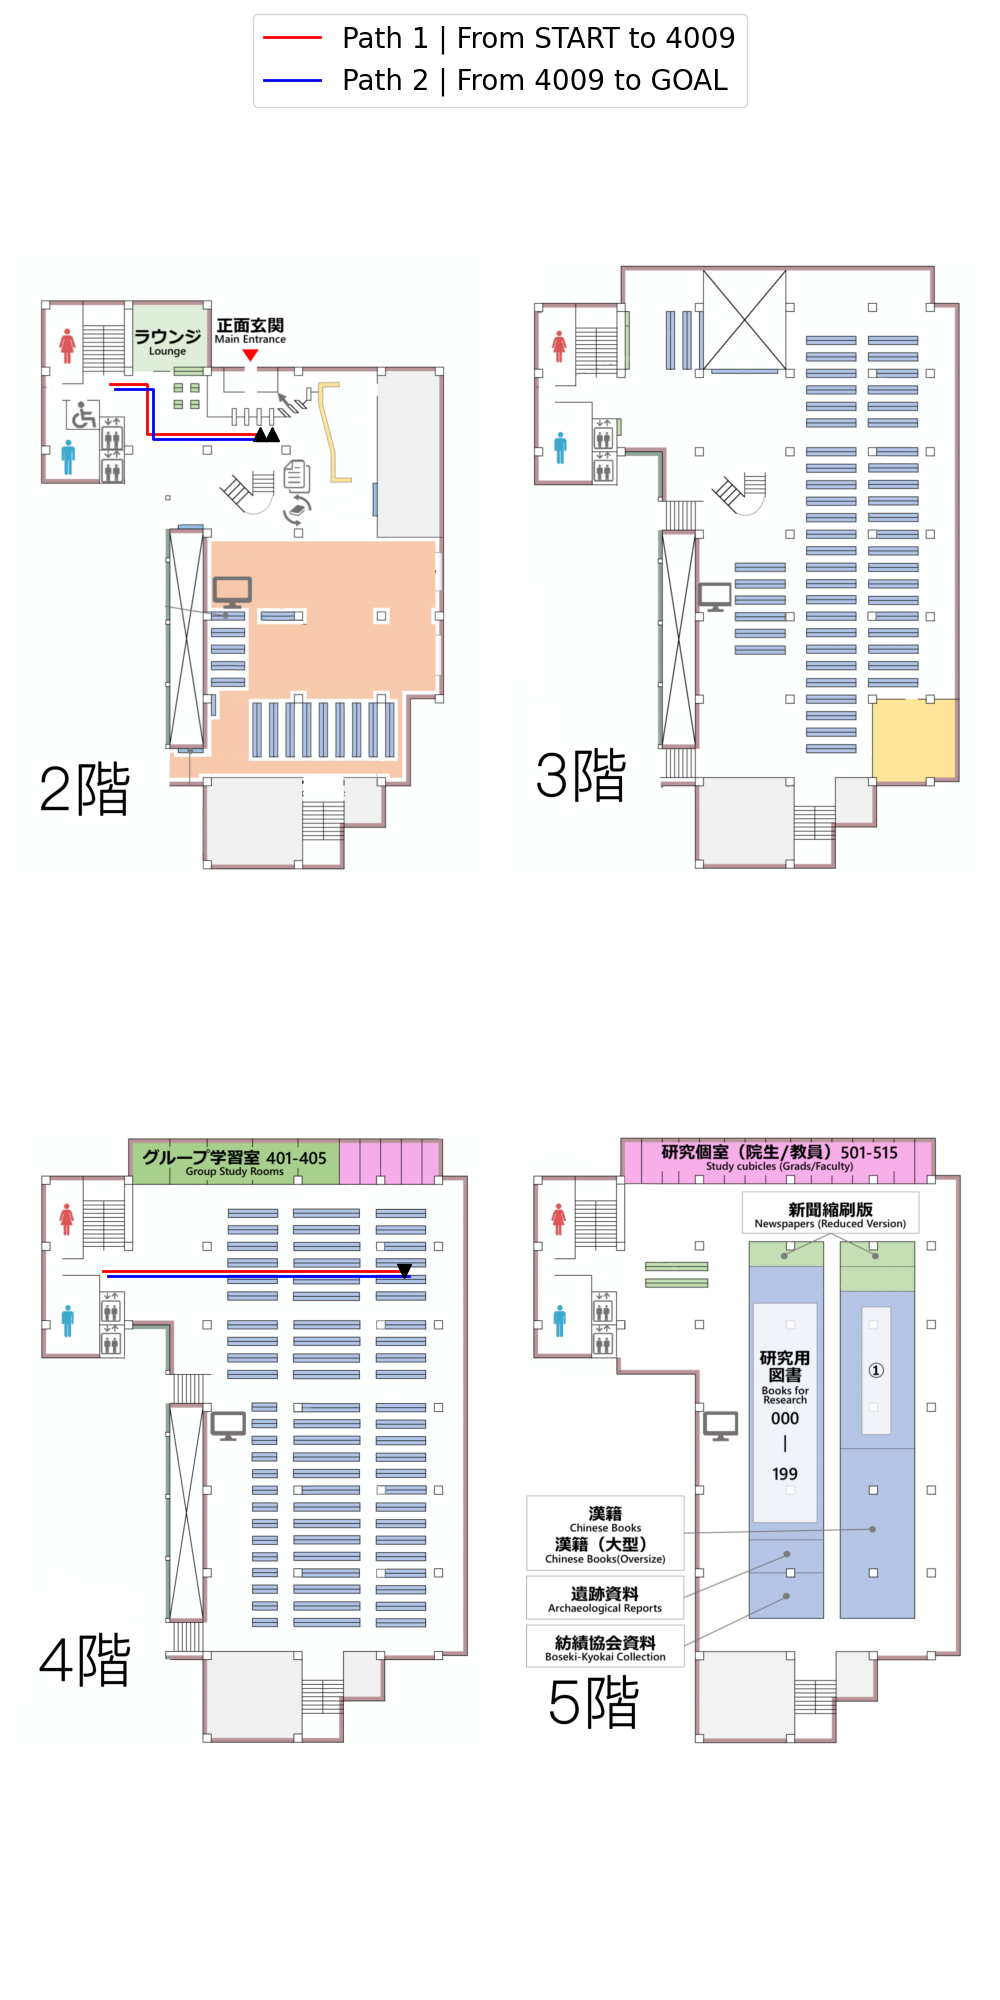 Path 1 | From START to 4009
Path 2 | From 4009 to GOAL
ラウンジ
Lounge
正面玄関
Main Entrance
2階
3階
グループ学習室 401-405
Group Study Rooms
4階
研究個室（院生/教員）501-515
Study cubicles (Grads/Faculty)
新聞縮刷版
Newspapers (Reduced Version)
研究用
図書
Books for
Research
000
|
199
①
漢籍
Chinese Books
漢籍（大型）
Chinese Books(Oversize)
遺跡資料
Archaeological Reports
紡績協会資料
Boseki-Kyokai Collection
5階